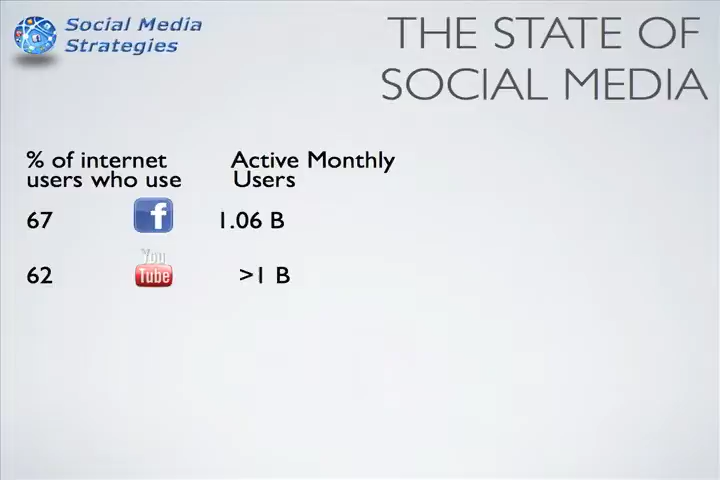 Social Media
Strategies
THE STATE OF
SOCIAL MEDIA
% of internet
users who use
Active Monthly
Users
67 f 1.06 B
62 You Tube >1 B